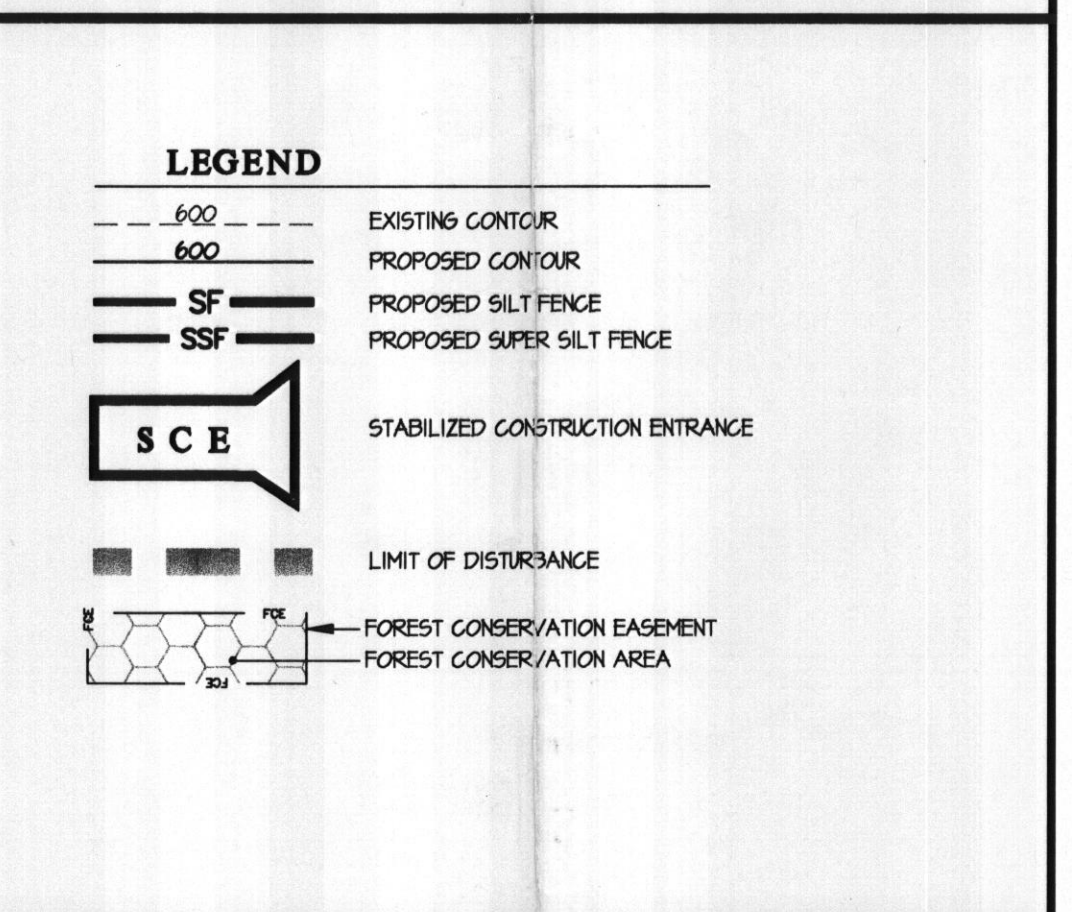 LEGEND
600 EXISTING CONTOUR
600 PROPOSED CONTOUR
SF PROPOSED SILT FENCE
SSF PROPOSED SUPER SILT FENCE
SCE STABILIZED CONSTRUCTION ENTRANCE
LIMIT OF DISTURBANCE
FCE FCE FOREST CONSERVATION EASEMENT
FOREST CONSERVATION AREA
FCE